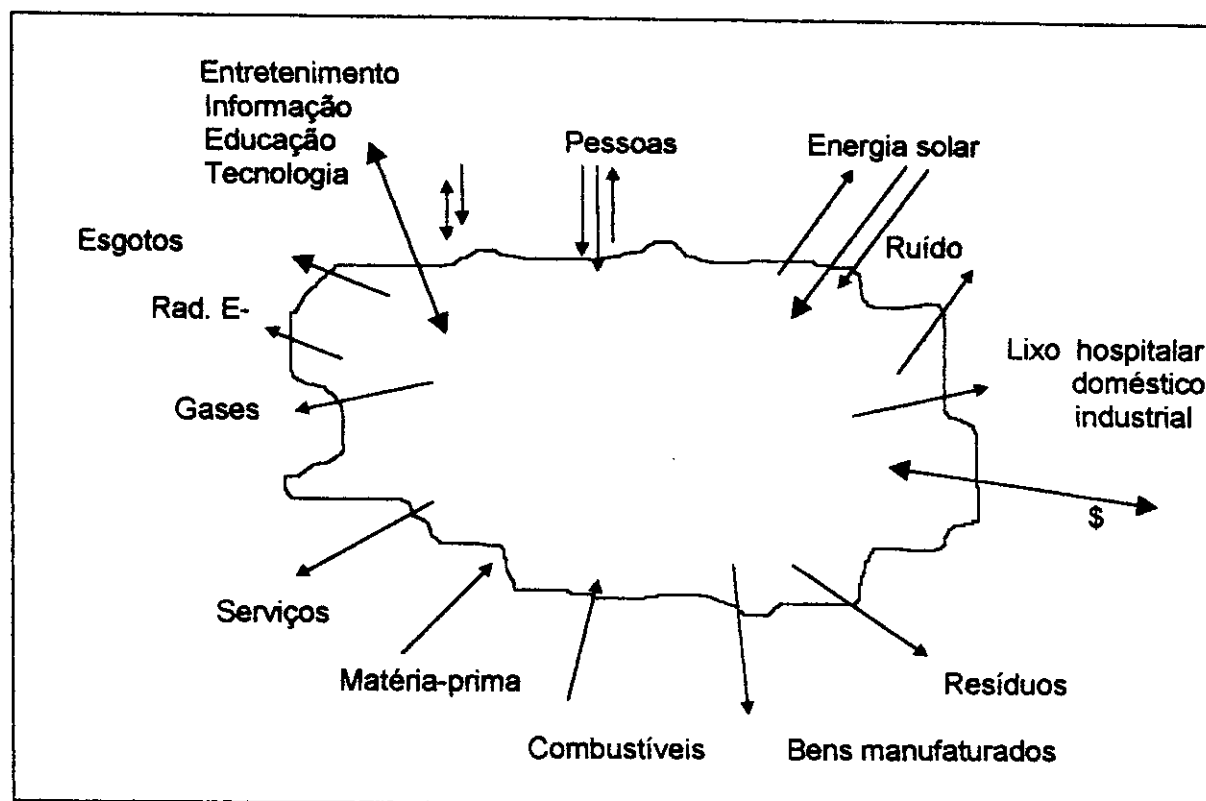 Entretenimento
Informação
Educação
Tecnologia
Pessoas
Energia solar
Esgotos
Ruído
Rad. E-
Lixo hospitalar
doméstico
industrial
Gases
$
Serviços
Matéria-prima
Resíduos
Combustíveis
Bens manufaturados